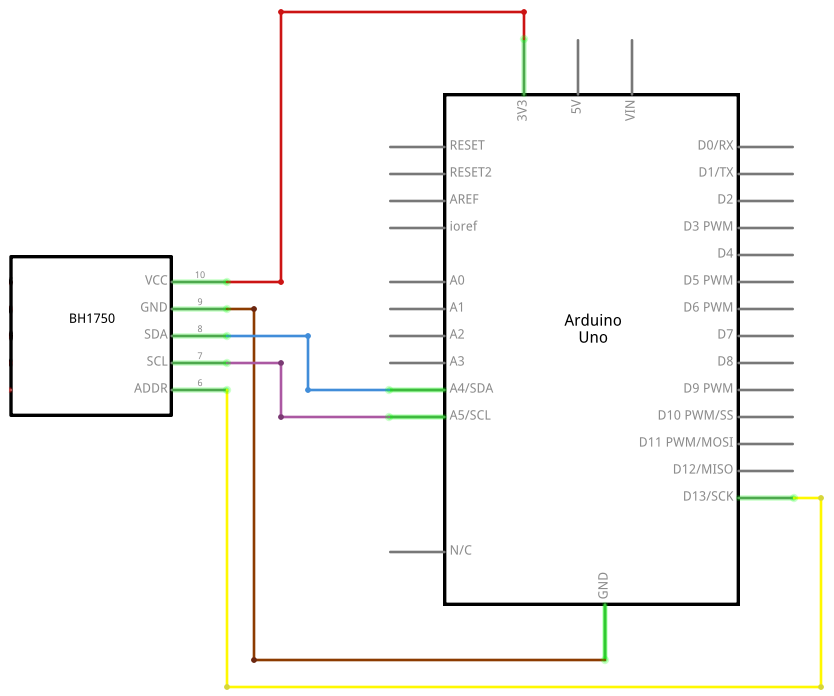 3V3
5V
VIN
RESET
RESET2
AREF
ioref
A0
A1
A2
A3
A4/SDA
A5/SCL
N/C
D0/RX
D1/TX
D2
D3 PWM
D4
D5 PWM
D6 PWM
D7
D8
D9 PWM
D10 PWM/SS
D11 PWM/MOSI
D12/MISO
D13/SCK
GND
Arduino
Uno
BH1750
VCC 10
GND 9
SDA 8
SCL 7
ADDR 6